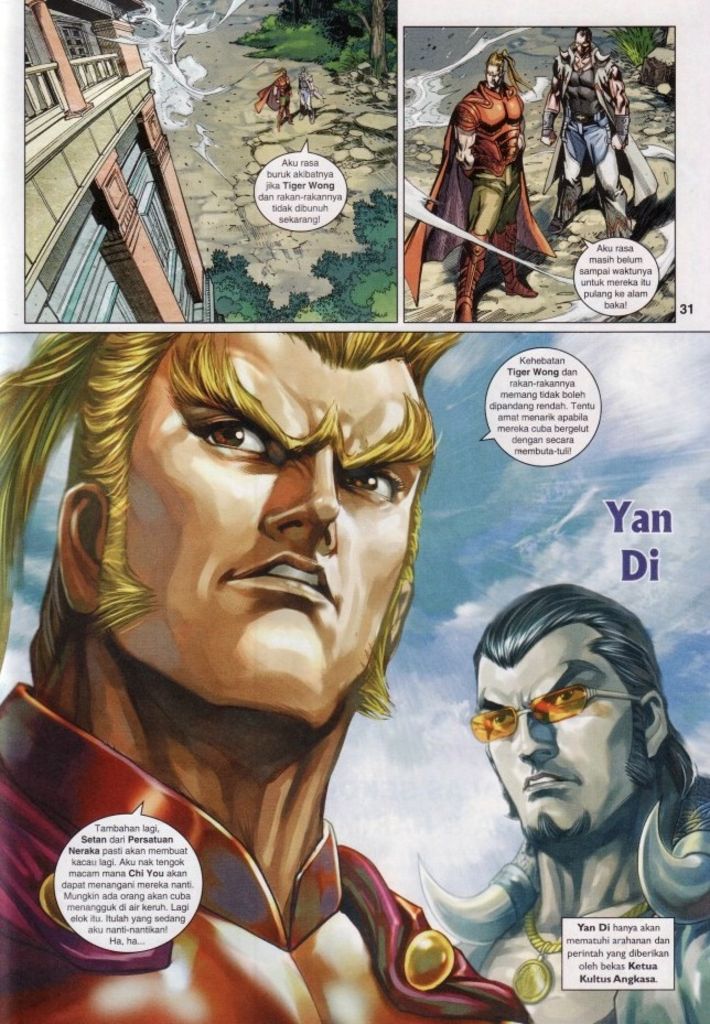 Aku rasa
buruk akibatnya
jika Tiger Wong
dan rakan-rakannya
tidak dibunuh
sekarang!
Aku rasa
masih belum
sampai waktunya
untuk mereka itu
pulang ke alam
baka!
31
Kehebatan
Tiger Wong dan
rakan-rakannya
memang tidak boleh
dipandang rendah. Tentu
amat menarik apabila
mereka cuba bergelut
dengan secara
membuta-tuli!
Yan
Di
Tambahan lagi,
Setan dari Persatuan
Neraka pasti akan membuat
kacau lagi. Aku nak tengok
macam mana Chi You akan
dapat menangani mereka nanti.
Mungkin ada orang akan cuba
menangguk di air keruh. Lagi
elok itu. Itulah yang sedang
aku nanti-nantikan!
Ha, ha...
Yan Di hanya akan
mematuhi arahanan dan
perintah yang diberikan
oleh bekas Ketua
Kultus Angkasa.